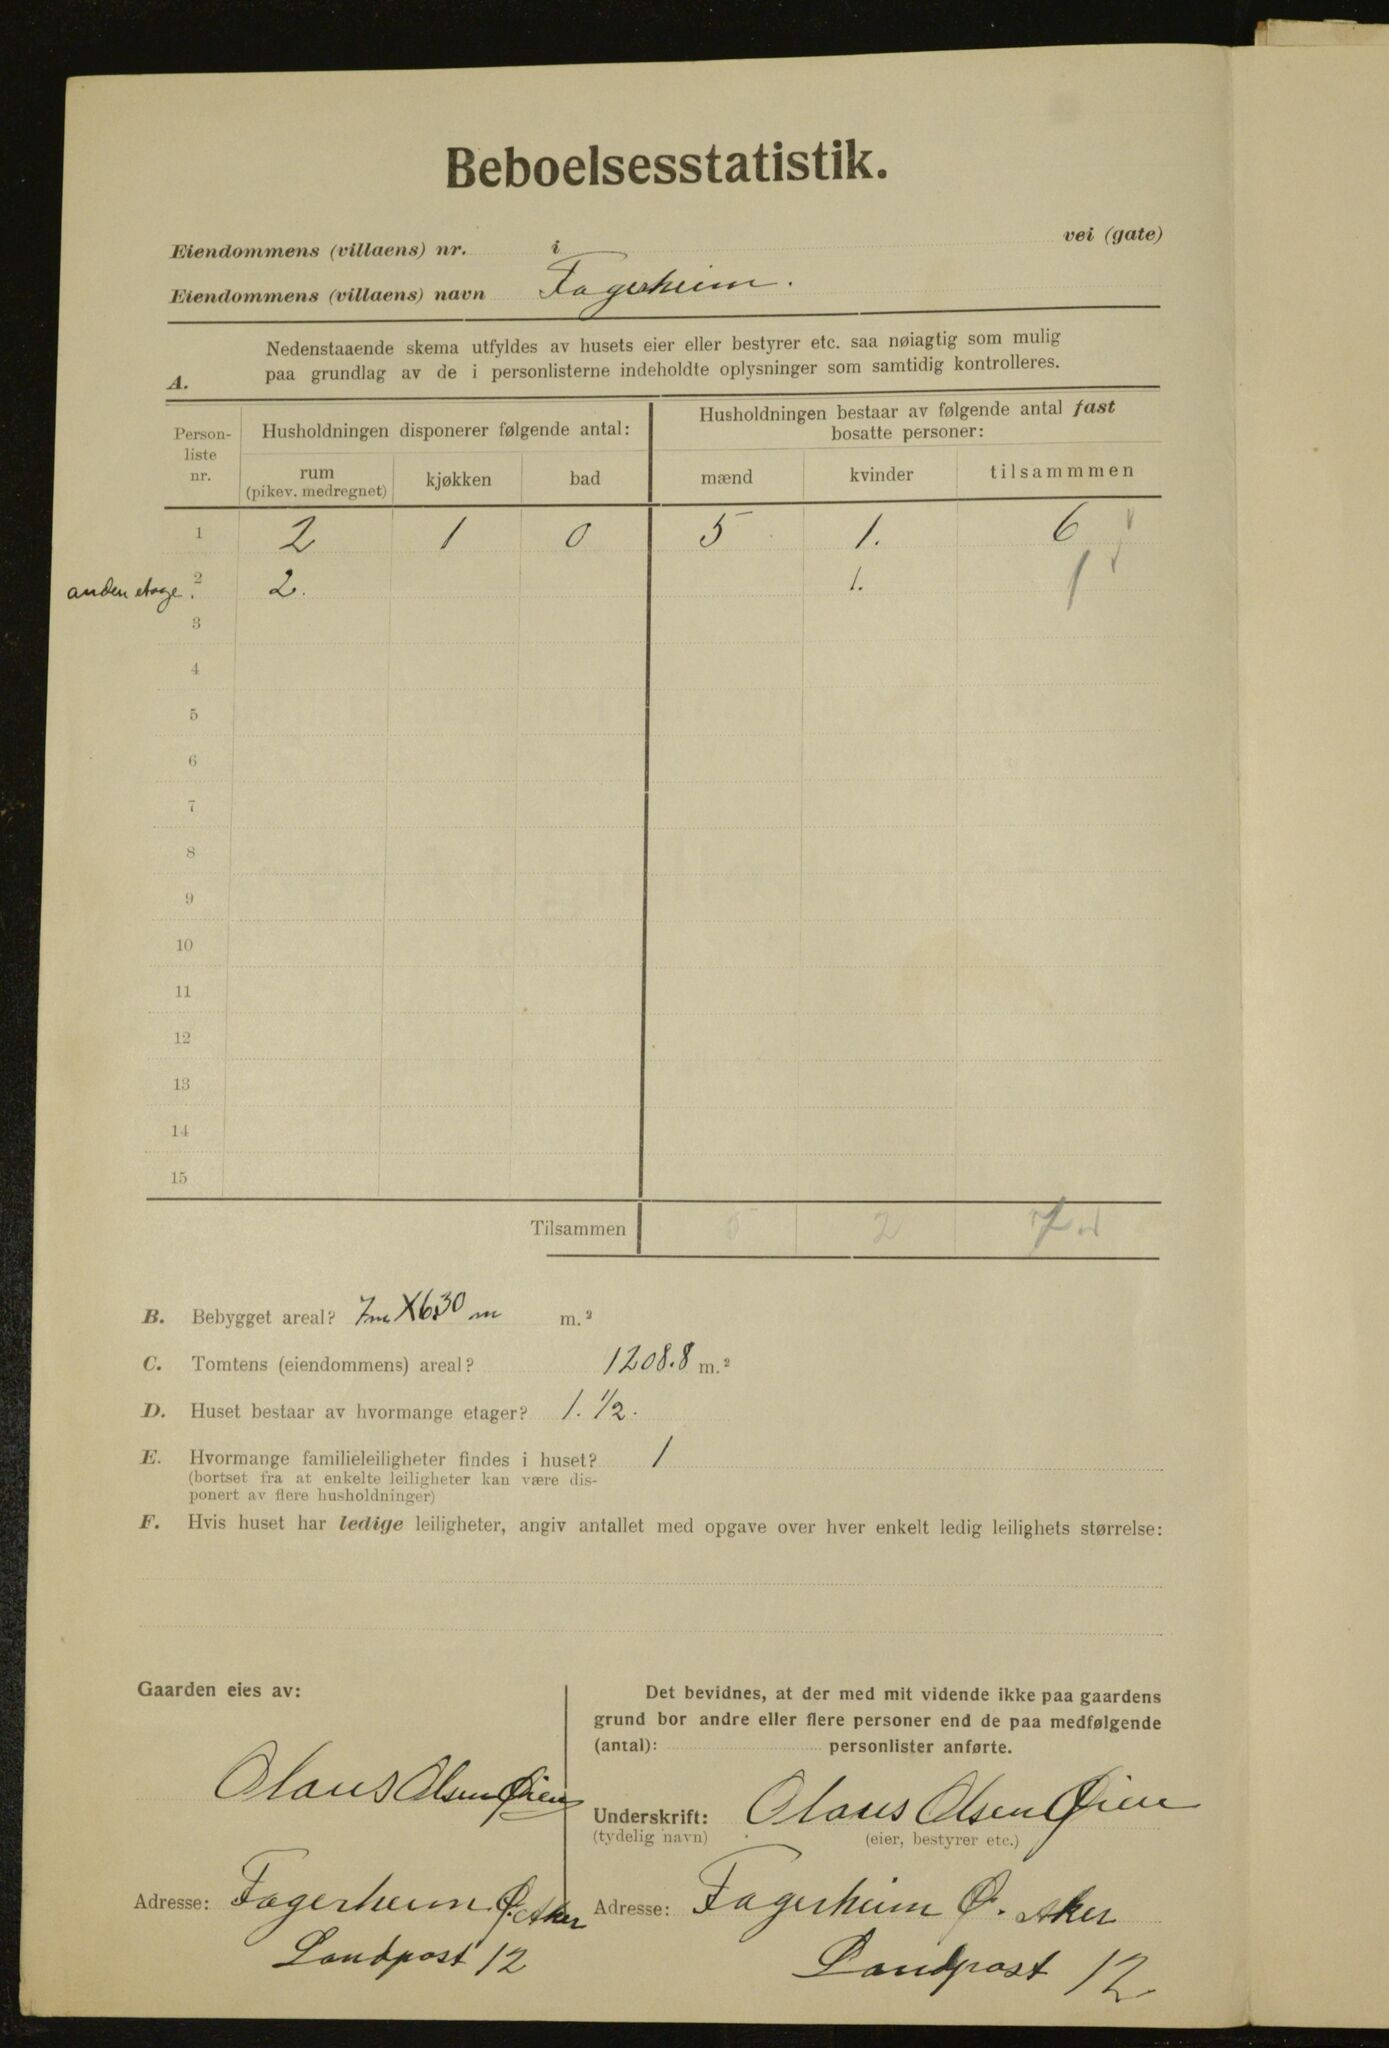 Beboelsesstatistik.
Eiendommens (villaens) nr. i vei (gate)
Eiendommens (villaens) navn Fagerheim.
A. Nedenstaaende skema utfyldes av husets eier eller bestyrer etc. saa nøiagtig som mulig
paa grundlag av de i personlisterne indeholdte oplysninger som samtidig kontrolleres.
Person-
liste
nr.
Husholdningen disponerer følgende antal:
Husholdningen bestaar av følgende antal fast
bosatte personer:
rum
(pikev. medregnet)
kjøkken
bad
mænd
kvinder
tilsammmen
1 2 1 0 5 1. 6
anden etage. 2 2. 1. 1
3
4
5
6
7
8
9
10
11
12
13
14
15
Tilsammen 5 2 7
B. Bebygget areal? 7m X 6.30 m m.²
C. Tomtens (eiendommens) areal? 1208.8 m.²
D. Huset bestaar av hvormange etager? 1. 1/2.
E. Hvormange familieleiligheter findes i huset? 1
(bortset fra at enkelte leiligheter kan være dis-
ponert av flere husholdninger)
F. Hvis huset har ledige leiligheter, angiv antallet med opgave over hver enkelt ledig leilighets størrelse:
Gaarden eies av:
Olaus Olsen Øien
Adresse: Fagerheim Ø. Aker
Landpost 12
Det bevidnes, at der med mit vidende ikke paa gaardens
grund bor andre eller flere personer end de paa medfølgende
(antal): personlister anførte.
Underskrift: Olaus Olsen Øien
(tydelig navn) (eier, bestyrer etc.)
Adresse: Fagerheim Ø. Aker
Landpost 12